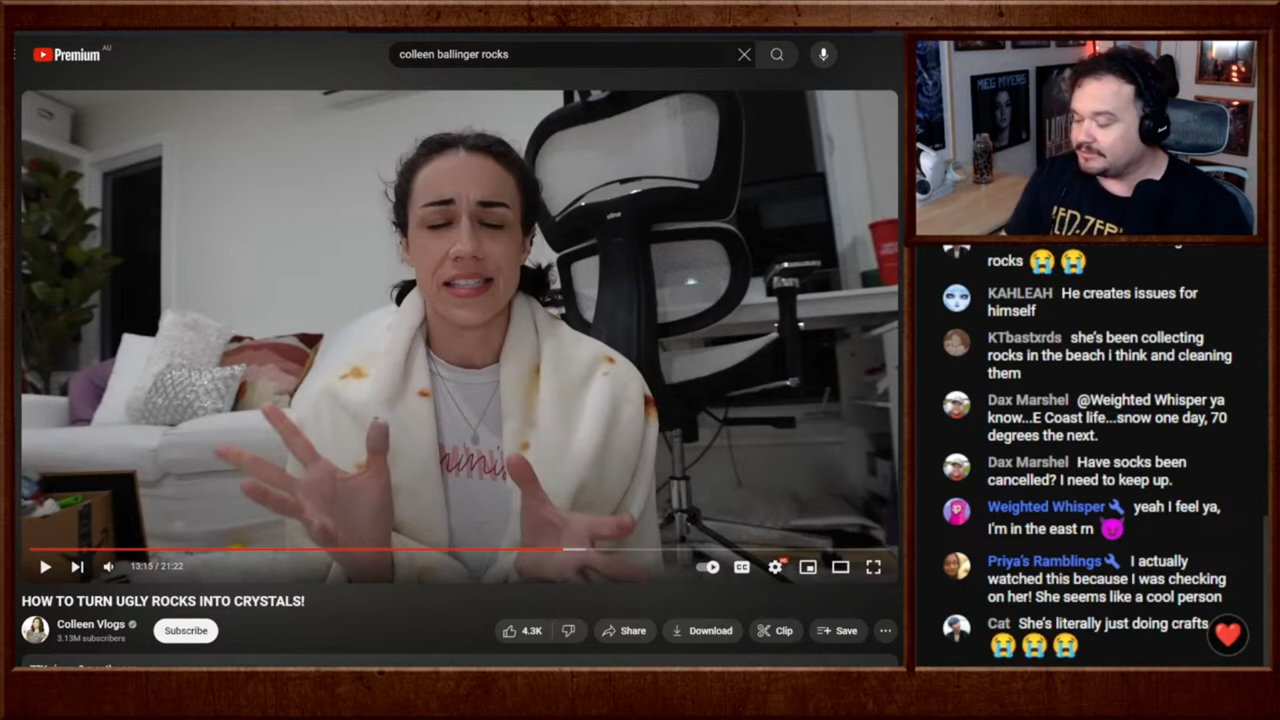 Premium AU
colleen ballinger rocks
MEG MYERS
LADY
rocks 😭 😭
KAHLEAH He creates issues for
himself
KTbastxrds she's been collecting
rocks in the beach i think and cleaning
them
Dax Marshel @Weighted Whisper ya
know...E Coast life...snow one day, 70
degrees the next.
Dax Marshel Have socks been
cancelled? I need to keep up.
Weighted Whisper yeah I feel ya,
I'm in the east rn 😈
Priya's Ramblings I actually
watched this because I was checking
on her! She seems like a cool person
Cat She's literally just doing crafts
😭 😭 😭
13:15 / 21:22
CC
HOW TO TURN UGLY ROCKS INTO CRYSTALS!
Colleen Vlogs
3.13M subscribers
Subscribe
4.3K
Share
Download
Clip
Save